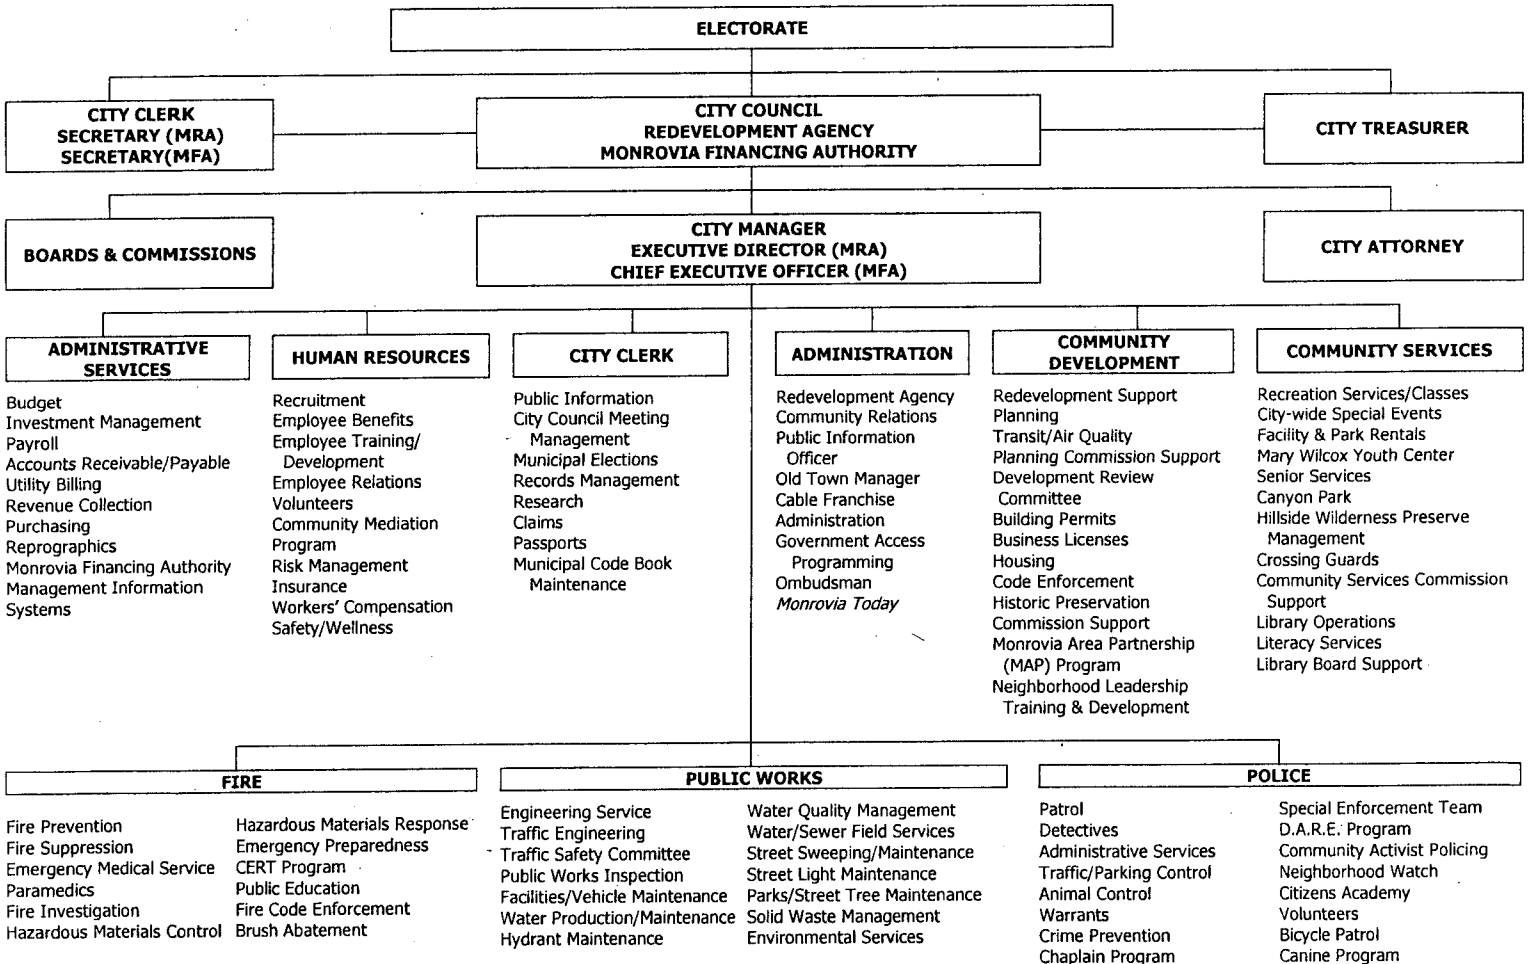 ELECTORATE
CITY CLERK
SECRETARY (MRA)
SECRETARY(MFA)
CITY COUNCIL
REDEVELOPMENT AGENCY
MONROVIA FINANCING AUTHORITY
CITY TREASURER
BOARDS & COMMISSIONS
CITY MANAGER
EXECUTIVE DIRECTOR (MRA)
CHIEF EXECUTIVE OFFICER (MFA)
CITY ATTORNEY
ADMINISTRATIVE
SERVICES
Budget
Investment Management
Payroll
Accounts Receivable/Payable
Utility Billing
Revenue Collection
Purchasing
Reprographics
Monrovia Financing Authority
Management Information
Systems
HUMAN RESOURCES
Recruitment
Employee Benefits
Employee Training/
Development
Employee Relations
Volunteers
Community Mediation
Program
Risk Management
Insurance
Workers' Compensation
Safety/Wellness
CITY CLERK
Public Information
City Council Meeting
Management
Municipal Elections
Records Management
Research
Claims
Passports
Municipal Code Book
Maintenance
ADMINISTRATION
Redevelopment Agency
Community Relations
Public Information
Officer
Old Town Manager
Cable Franchise
Administration
Government Access
Programming
Ombudsman
Monrovia Today
COMMUNITY
DEVELOPMENT
Redevelopment Support
Planning
Transit/Air Quality
Planning Commission Support
Development Review
Committee
Building Permits
Business Licenses
Housing
Code Enforcement
Historic Preservation
Commission Support
Monrovia Area Partnership
(MAP) Program
Neighborhood Leadership
Training & Development
COMMUNITY SERVICES
Recreation Services/Classes
City-wide Special Events
Facility & Park Rentals
Mary Wilcox Youth Center
Senior Services
Canyon Park
Hillside Wilderness Preserve
Management
Crossing Guards
Community Services Commission
Support
Library Operations
Literacy Services
Library Board Support
FIRE
Fire Prevention
Fire Suppression
Emergency Medical Service
Paramedics
Fire Investigation
Hazardous Materials Control
Hazardous Materials Response
Emergency Preparedness
CERT Program
Public Education
Fire Code Enforcement
Brush Abatement
PUBLIC WORKS
Engineering Service
Traffic Engineering
Traffic Safety Committee
Public Works Inspection
Facilities/Vehicle Maintenance
Water Production/Maintenance
Hydrant Maintenance
Water Quality Management
Water/Sewer Field Services
Street Sweeping/Maintenance
Street Light Maintenance
Parks/Street Tree Maintenance
Solid Waste Management
Environmental Services
POLICE
Patrol
Detectives
Administrative Services
Traffic/Parking Control
Animal Control
Warrants
Crime Prevention
Chaplain Program
Special Enforcement Team
D.A.R.E. Program
Community Activist Policing
Neighborhood Watch
Citizens Academy
Volunteers
Bicycle Patrol
Canine Program